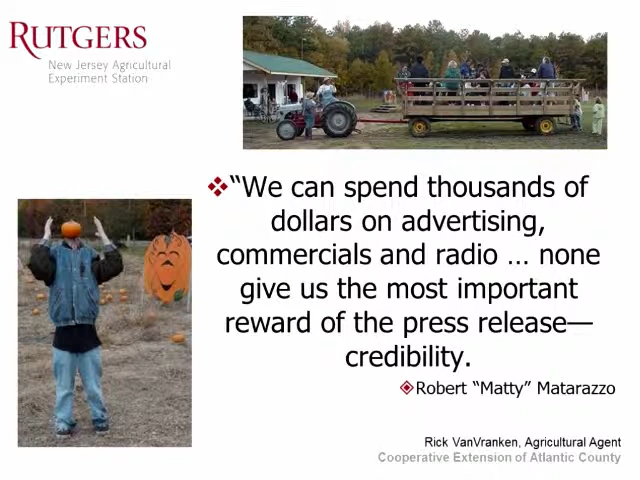 RUTGERS
New Jersey Agricultural
Experiment Station
“We can spend thousands of
dollars on advertising,
commercials and radio … none
give us the most important
reward of the press release—
credibility.
Robert “Matty” Matarazzo
Rick VanVranken, Agricultural Agent
Cooperative Extension of Atlantic County